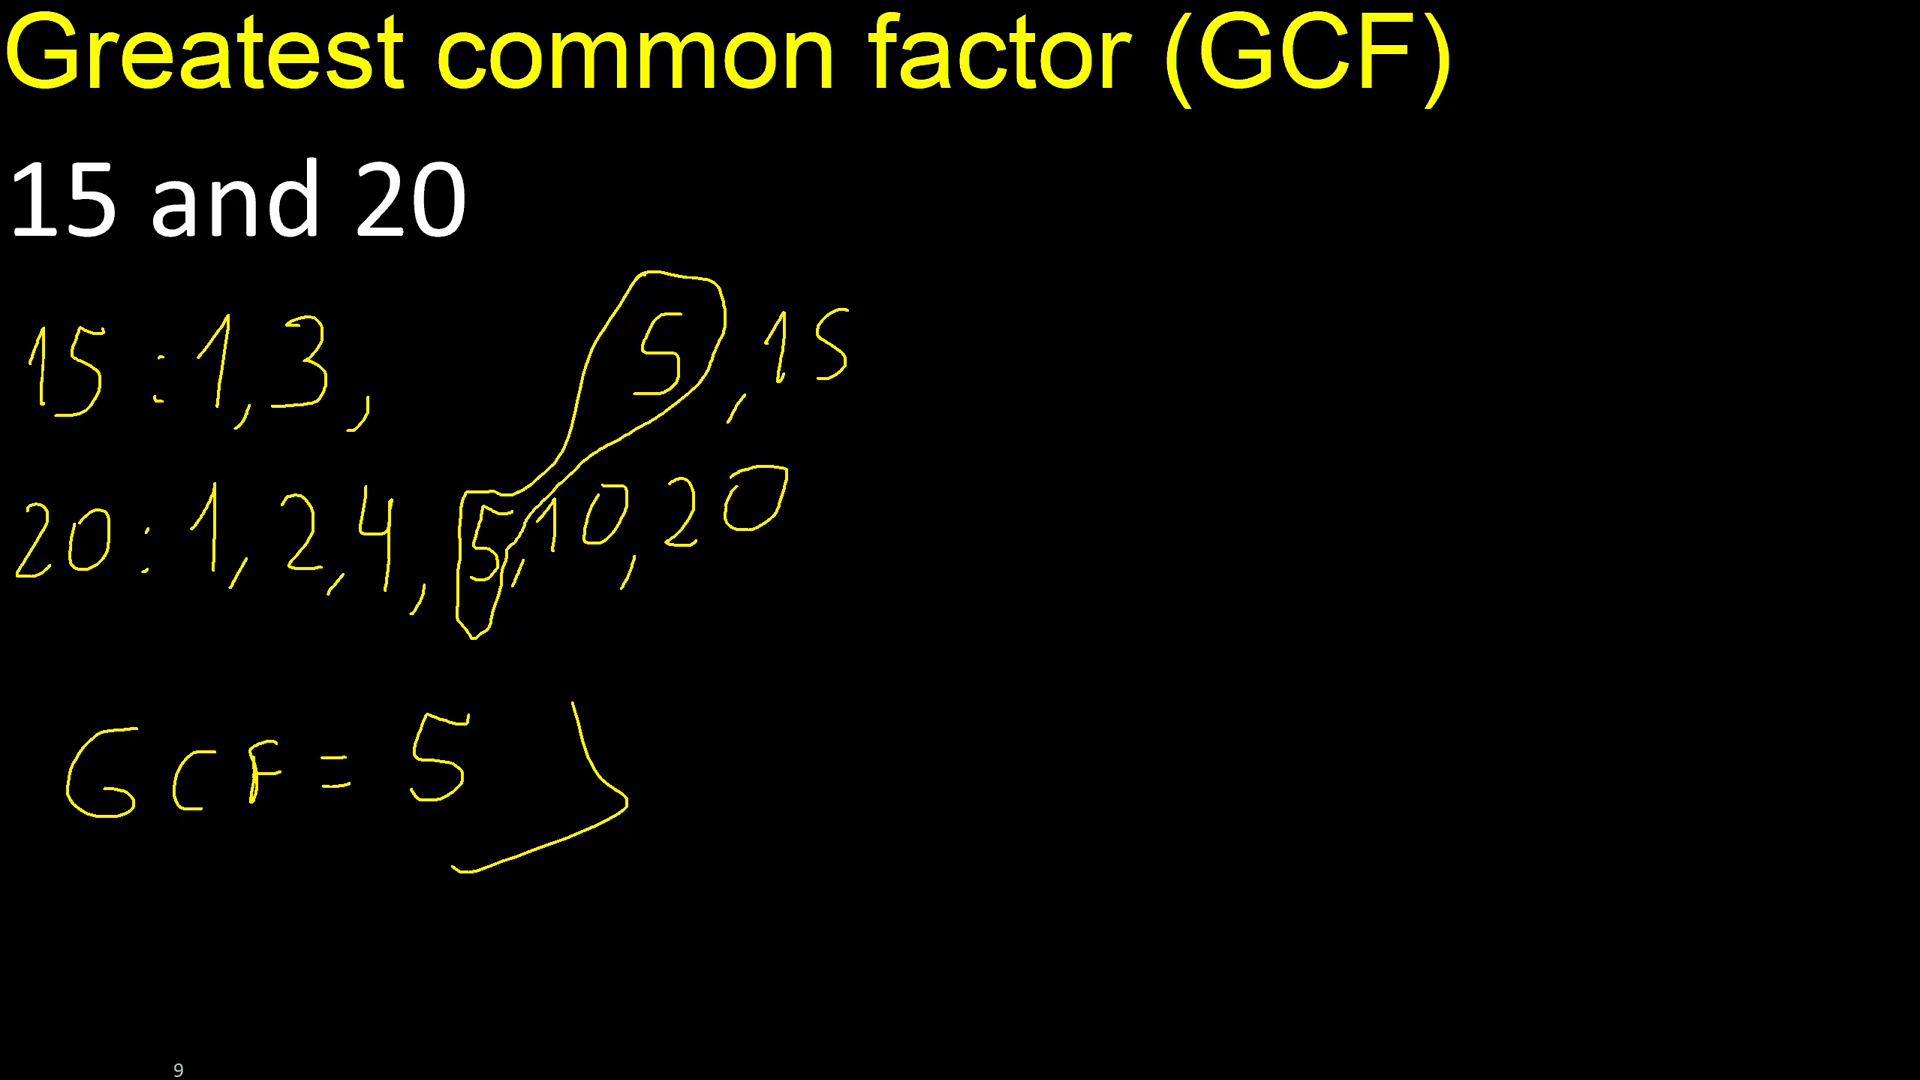 Greatest common factor (GCF)
15 and 20
15 : 1, 3, 5, 15
20 : 1, 2, 4, 5, 10, 20
GCF = 5
9